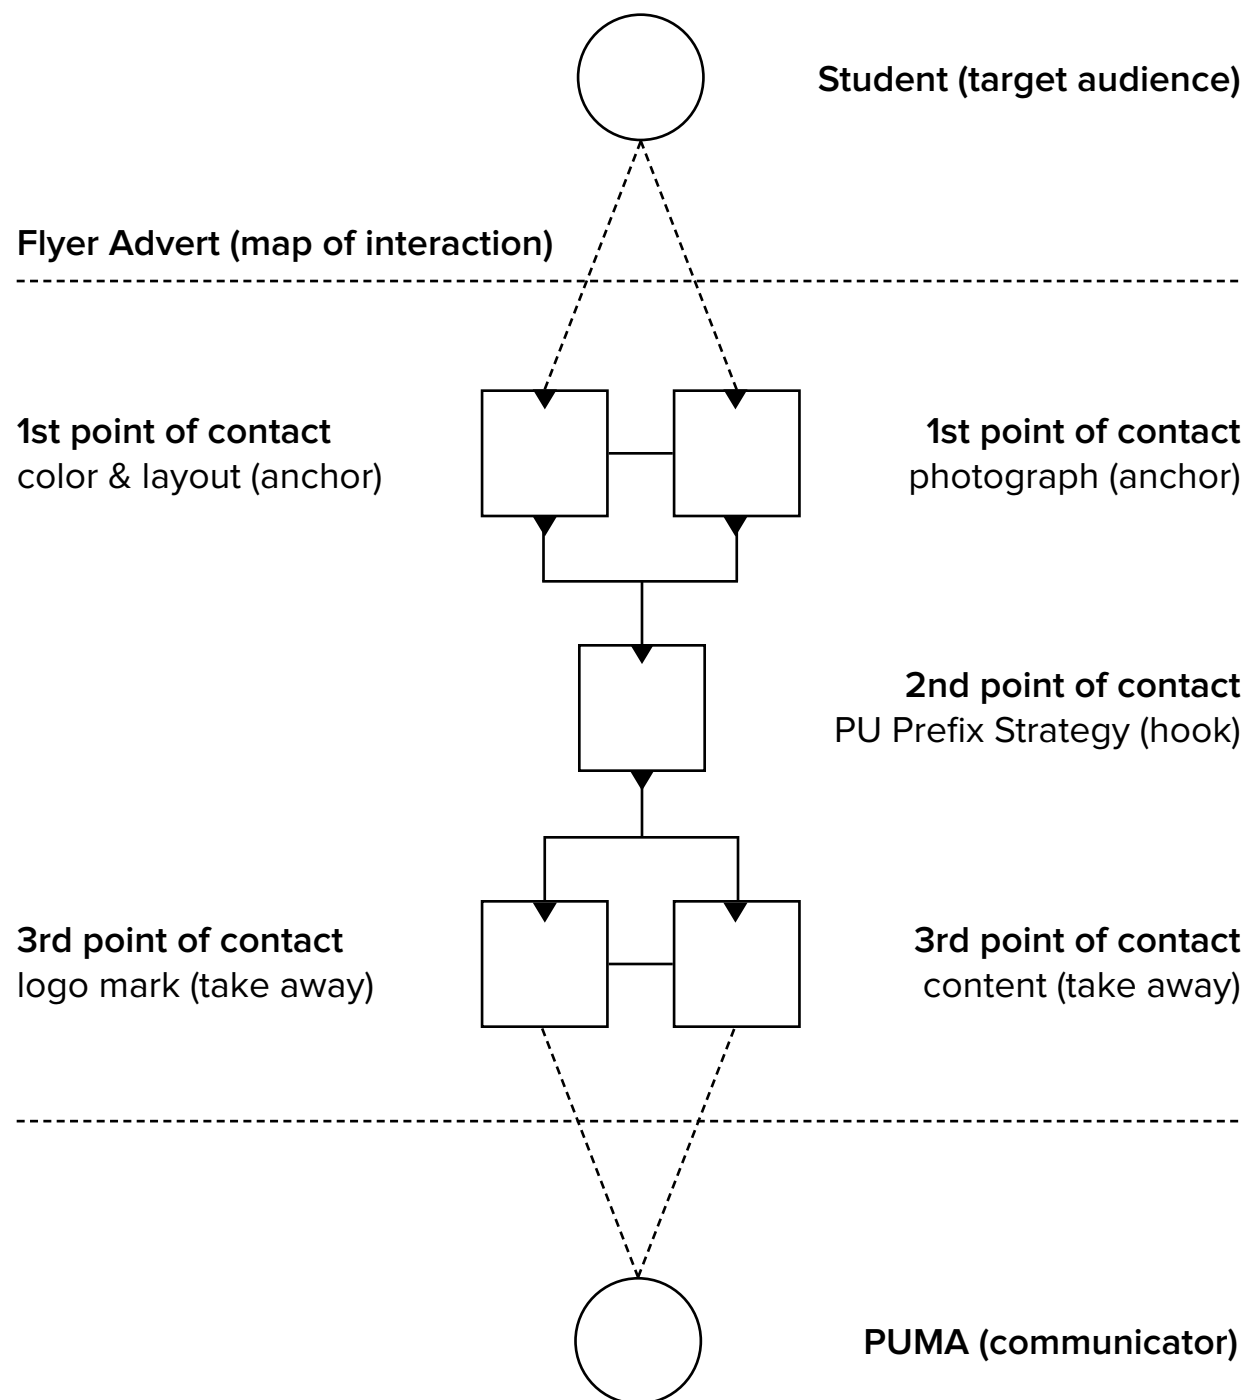 Student (target audience)
Flyer Advert (map of interaction)
1st point of contact
color & layout (anchor)
1st point of contact
photograph (anchor)
2nd point of contact
PU Prefix Strategy (hook)
3rd point of contact
logo mark (take away)
3rd point of contact
content (take away)
PUMA (communicator)